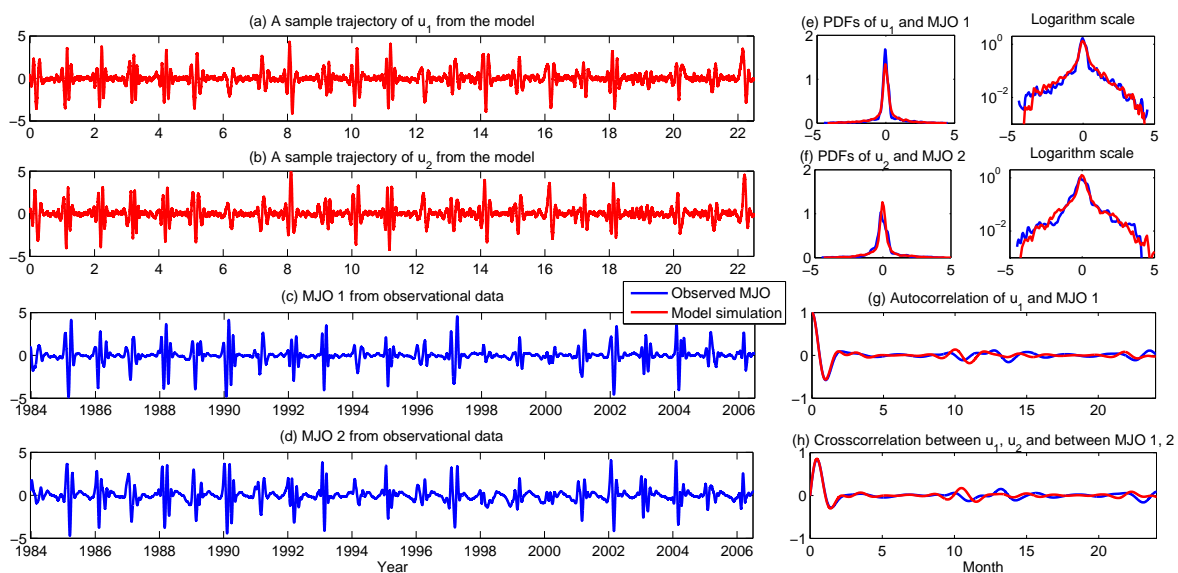 (a) A sample trajectory of u1 from the model
5
0
−5
0 2 4 6 8 10 12 14 16 18 20 22
(b) A sample trajectory of u2 from the model
5
0
−5
0 2 4 6 8 10 12 14 16 18 20 22
(c) MJO 1 from observational data
5
0
−5
1984 1986 1988 1990 1992 1994 1996 1998 2000 2002 2004 2006
(d) MJO 2 from observational data
5
0
−5
1984 1986 1988 1990 1992 1994 1996 1998 2000 2002 2004 2006
Year
Observed MJO
Model simulation
(e) PDFs of u1 and MJO 1
2
1
0
−5 0 5
Logarithm scale
10^0
10^−2
−5 0 5
(f) PDFs of u2 and MJO 2
2
1
0
−5 0 5
Logarithm scale
10^0
10^−2
−5 0 5
(g) Autocorrelation of u1 and MJO 1
1
0
−1
0 5 10 15 20
(h) Crosscorrelation between u1, u2 and between MJO 1, 2
1
0
−1
0 5 10 15 20
Month